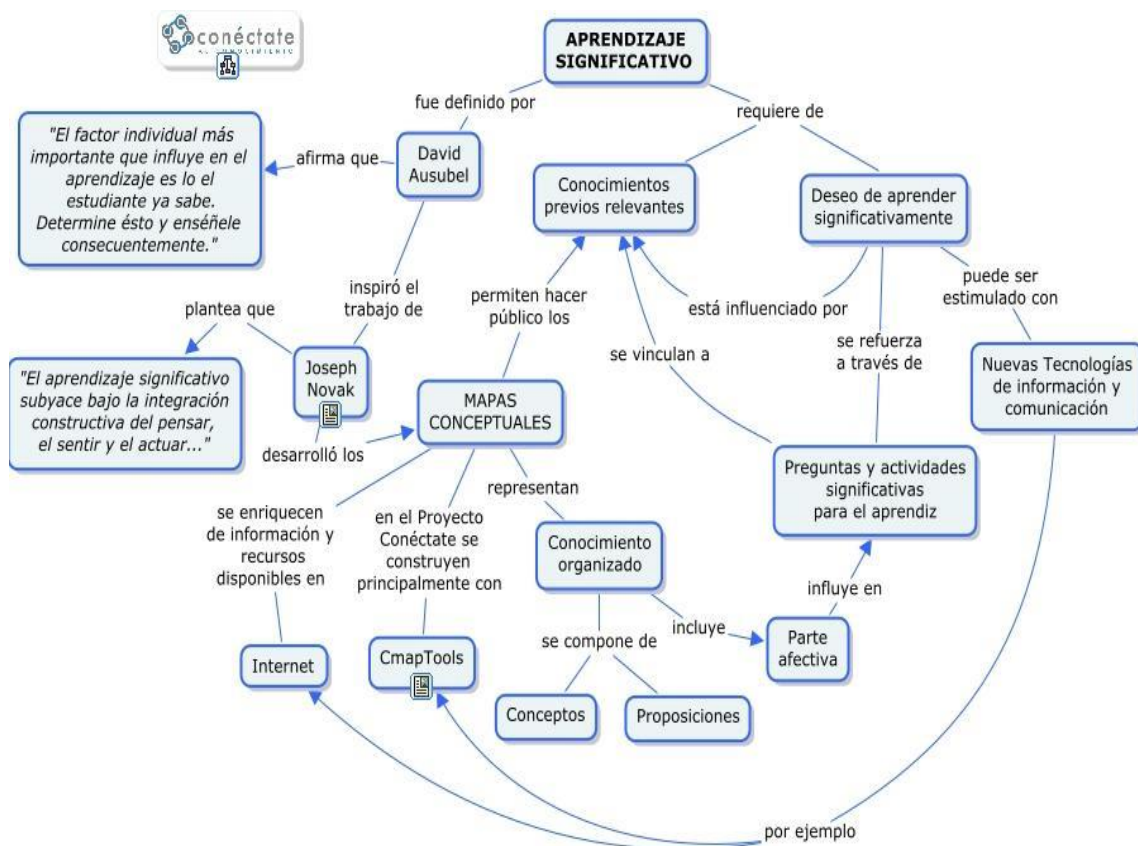 conéctate
AL CONOCIMIENTO
APRENDIZAJE
SIGNIFICATIVO
fue definido por
requiere de
"El factor individual más
importante que influye en el
aprendizaje es lo el
estudiante ya sabe.
Determine ésto y enséñele
consecuentemente."
afirma que
David
Ausubel
Conocimientos
previos relevantes
Deseo de aprender
significativamente
inspiró el
trabajo de
permiten hacer
público los
está influenciado por
puede ser
estimulado con
plantea que
se vinculan a
se refuerza
a través de
"El aprendizaje significativo
subyace bajo la integración
constructiva del pensar,
el sentir y el actuar..."
Joseph
Novak
MAPAS
CONCEPTUALES
Nuevas Tecnologías
de información y
comunicación
desarrolló los
Preguntas y actividades
significativas
para el aprendiz
se enriquecen
de información y
recursos
disponibles en
en el Proyecto
Conéctate se
construyen
principalmente con
representan
Conocimiento
organizado
influye en
incluye
Parte
afectiva
se compone de
Internet
CmapTools
Conceptos
Proposiciones
por ejemplo